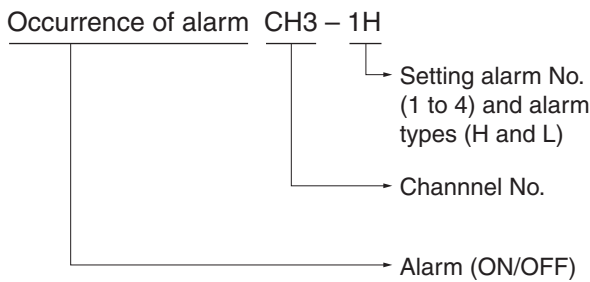 Occurrence of alarm CH3 – 1H
Setting alarm No.
(1 to 4) and alarm
types (H and L)
Channnel No.
Alarm (ON/OFF)